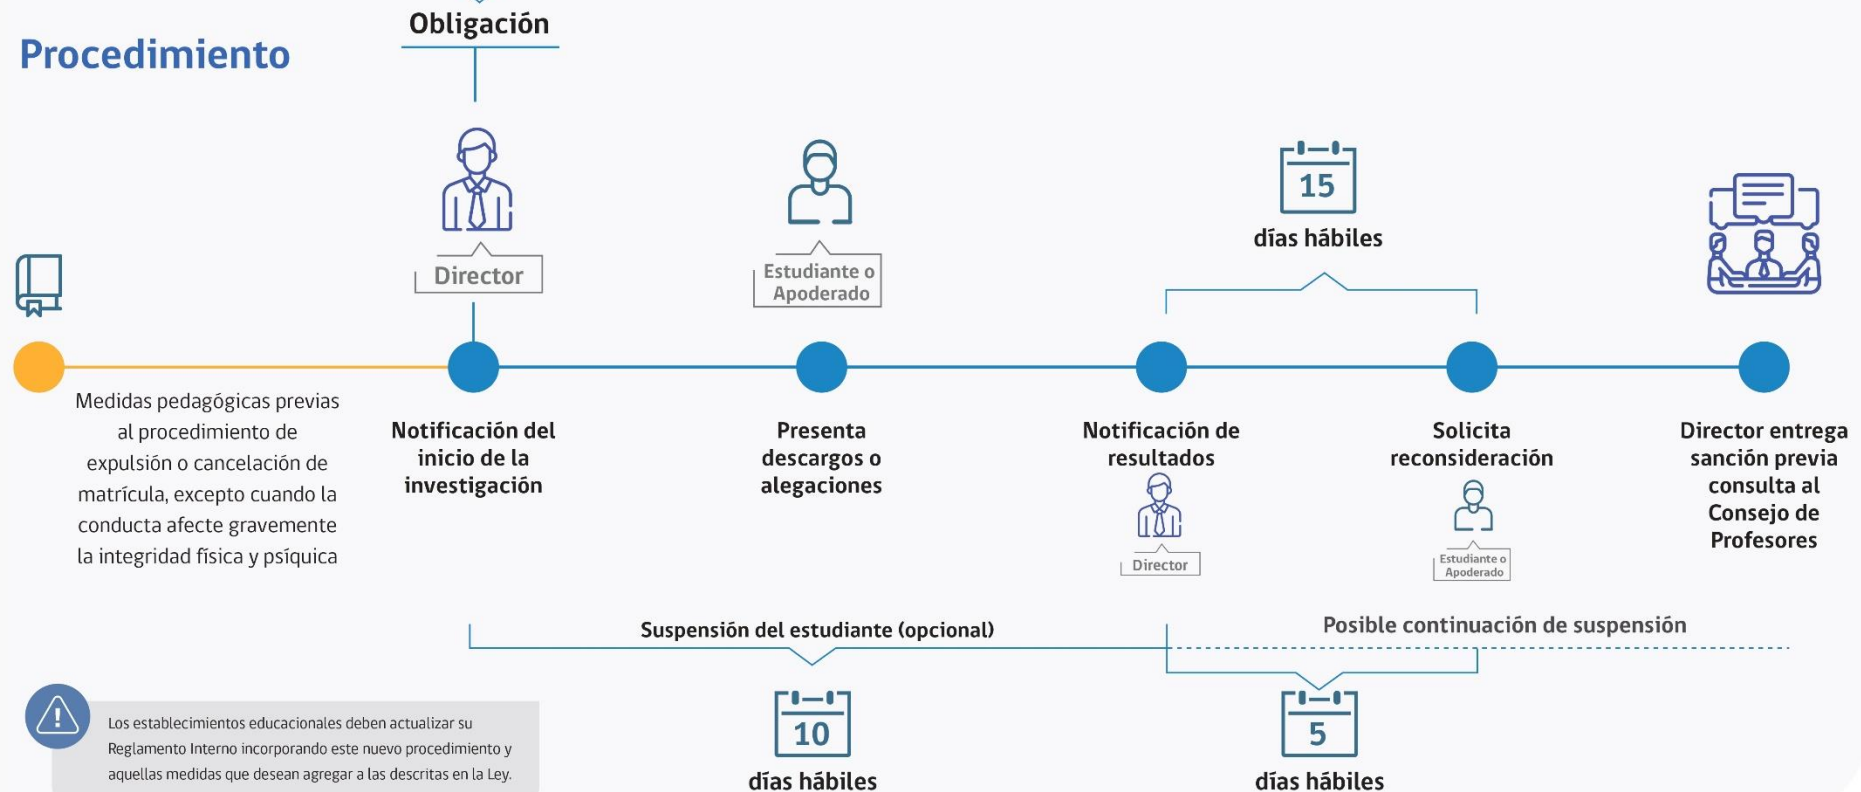 Obligación
Procedimiento
Director
Estudiante o
Apoderado
15
días hábiles
Medidas pedagógicas previas
al procedimiento de
expulsión o cancelación de
matrícula, excepto cuando la
conducta afecte gravemente
la integridad física y psíquica
Notificación del
inicio de la
investigación
Presenta
descargos o
alegaciones
Notificación de
resultados
Director
Solicita
reconsideración
Estudiante o
Apoderado
Director entrega
sanción previa
consulta al
Consejo de
Profesores
Suspensión del estudiante (opcional)
Posible continuación de suspensión
10
días hábiles
5
días hábiles
!
Los establecimientos educacionales deben actualizar su
Reglamento Interno incorporando este nuevo procedimiento y
aquellas medidas que desean agregar a las descritas en la Ley.